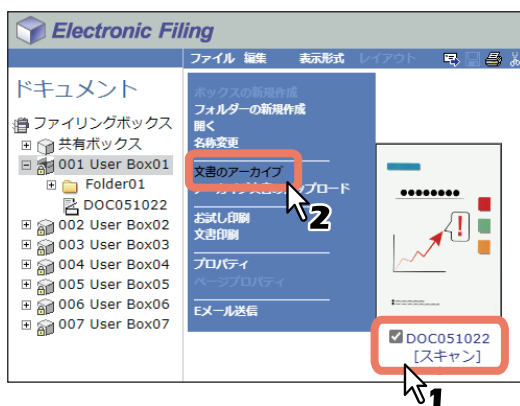 Electronic Filing
ファイル 編集 表示形式 レイアウト
ドキュメント
ファイリングボックス
共有ボックス
001 User Box01
Folder01
DOC051022
002 User Box02
003 User Box03
004 User Box04
005 User Box05
006 User Box06
007 User Box07
ボックスの新規作成
フォルダーの新規作成
開く
名称変更
文書のアーカイブ
アップロード
お試し印刷
文書印刷
プロパティ
ページプロパティ
Eメール送信
2
DOC051022
[スキャン]
1